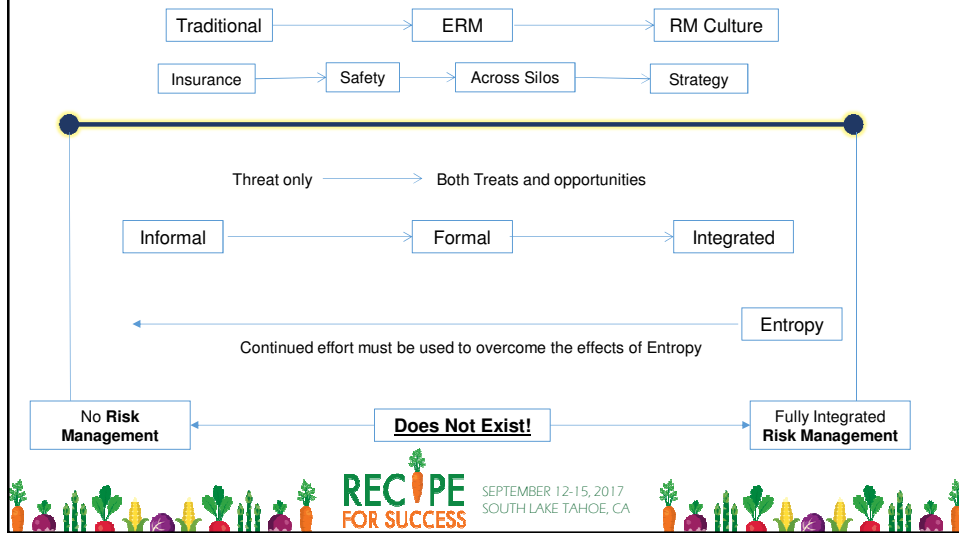 Traditional
ERM
RM Culture
Insurance
Safety
Across Silos
Strategy
Threat only
Both Treats and opportunities
Informal
Formal
Integrated
Entropy
Continued effort must be used to overcome the effects of Entropy
No Risk
Management
Does Not Exist!
Fully Integrated
Risk Management
RECIPE
FOR SUCCESS
SEPTEMBER 12-15, 2017
SOUTH LAKE TAHOE, CA